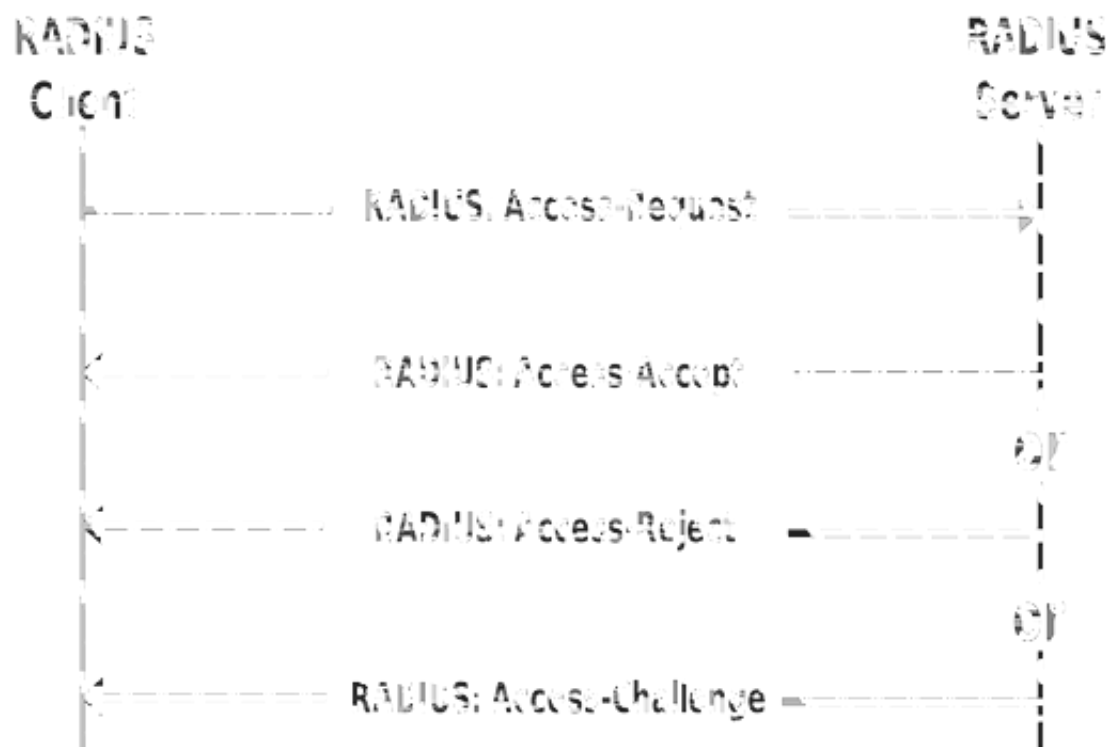 RADIUS
Client
RADIUS
Server
RADIUS: Access-Request
RADIUS: Access-Accept
or
RADIUS: Access-Reject
or
RADIUS: Access-Challenge